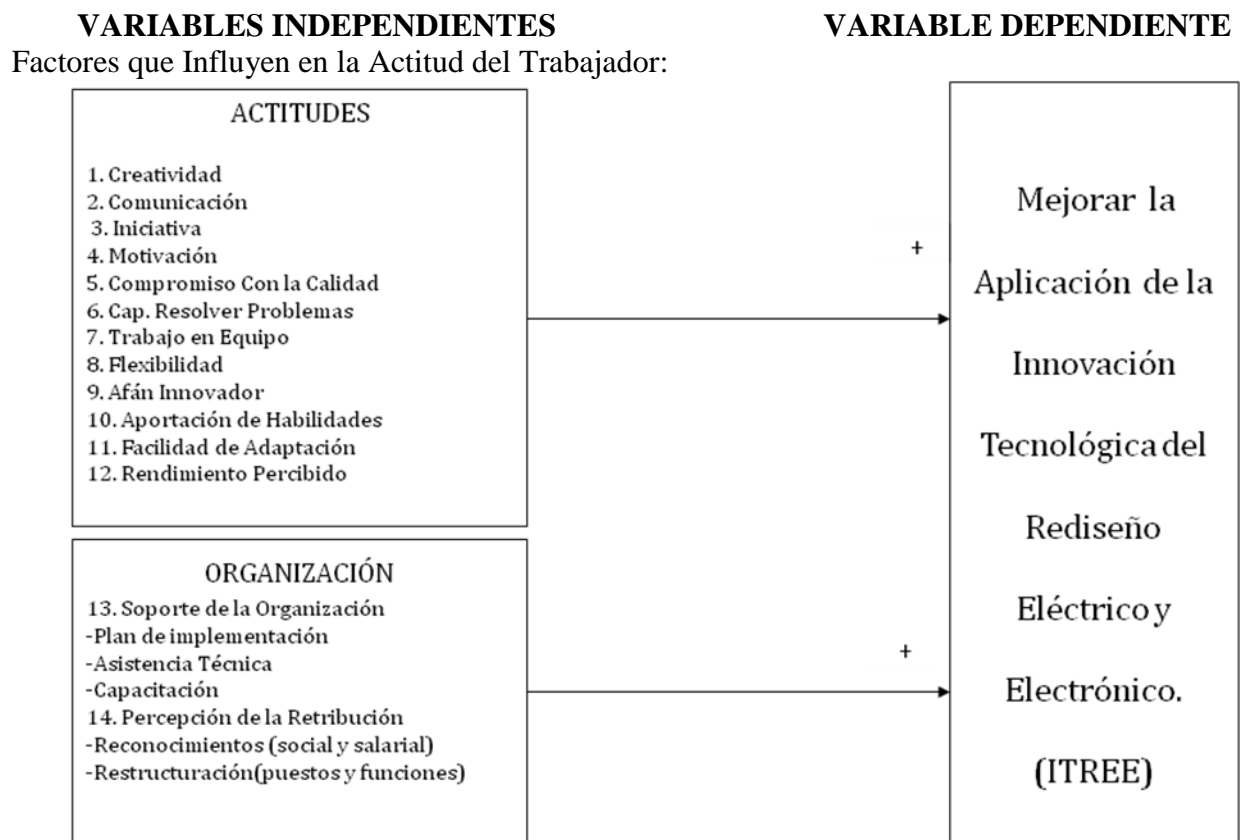 VARIABLES INDEPENDIENTES
VARIABLE DEPENDIENTE
Factores que Influyen en la Actitud del Trabajador:
ACTITUDES
1. Creatividad
2. Comunicación
3. Iniciativa
4. Motivación
5. Compromiso Con la Calidad
6. Cap. Resolver Problemas
7. Trabajo en Equipo
8. Flexibilidad
9. Afán Innovador
10. Aportación de Habilidades
11. Facilidad de Adaptación
12. Rendimiento Percibido
ORGANIZACIÓN
13. Soporte de la Organización
-Plan de implementación
-Asistencia Técnica
-Capacitación
14. Percepción de la Retribución
-Reconocimientos (social y salarial)
-Restructuración(puestos y funciones)
+
+
Mejorar la
Aplicación de la
Innovación
Tecnológica del
Rediseño
Eléctrico y
Electrónico.
(ITREE)